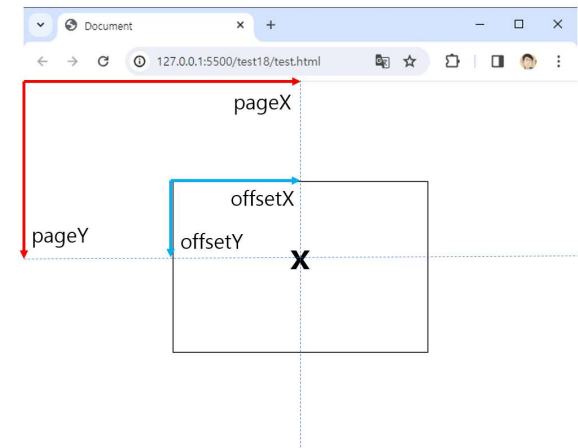 Document
127.0.0.1:5500/test18/test.html
pageX
offsetX
pageY
offsetY
X